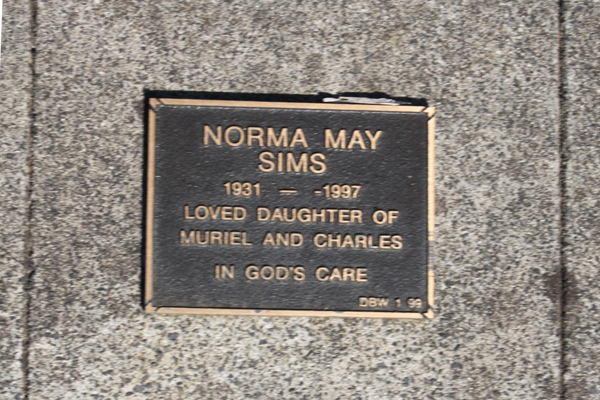 NORMA MAY
SIMS
1931 — -1997
LOVED DAUGHTER OF
MURIEL AND CHARLES
IN GOD'S CARE
DBW 1 99